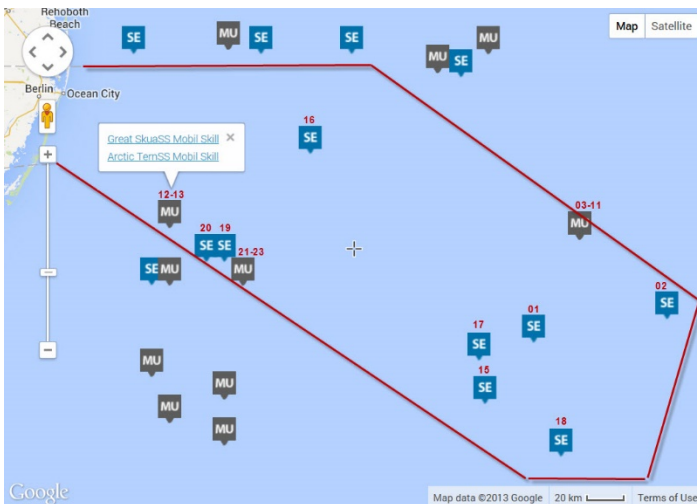 Rehoboth
Beach
SE
MU
SE
SE
MU
SE
MU
Map Satellite
Berlin
Ocean City
16
SE
Great SkuaSS Mobil Skill ×
Arctic TernSS Mobil Skill
12-13
MU
03-11
MU
20 19
SE SE
21-23
SE MU
MU
02
SE
01
SE
17
SE
15
SE
MU
MU
MU
MU
18
SE
Google
Map data ©2013 Google
20 km
Terms of Use